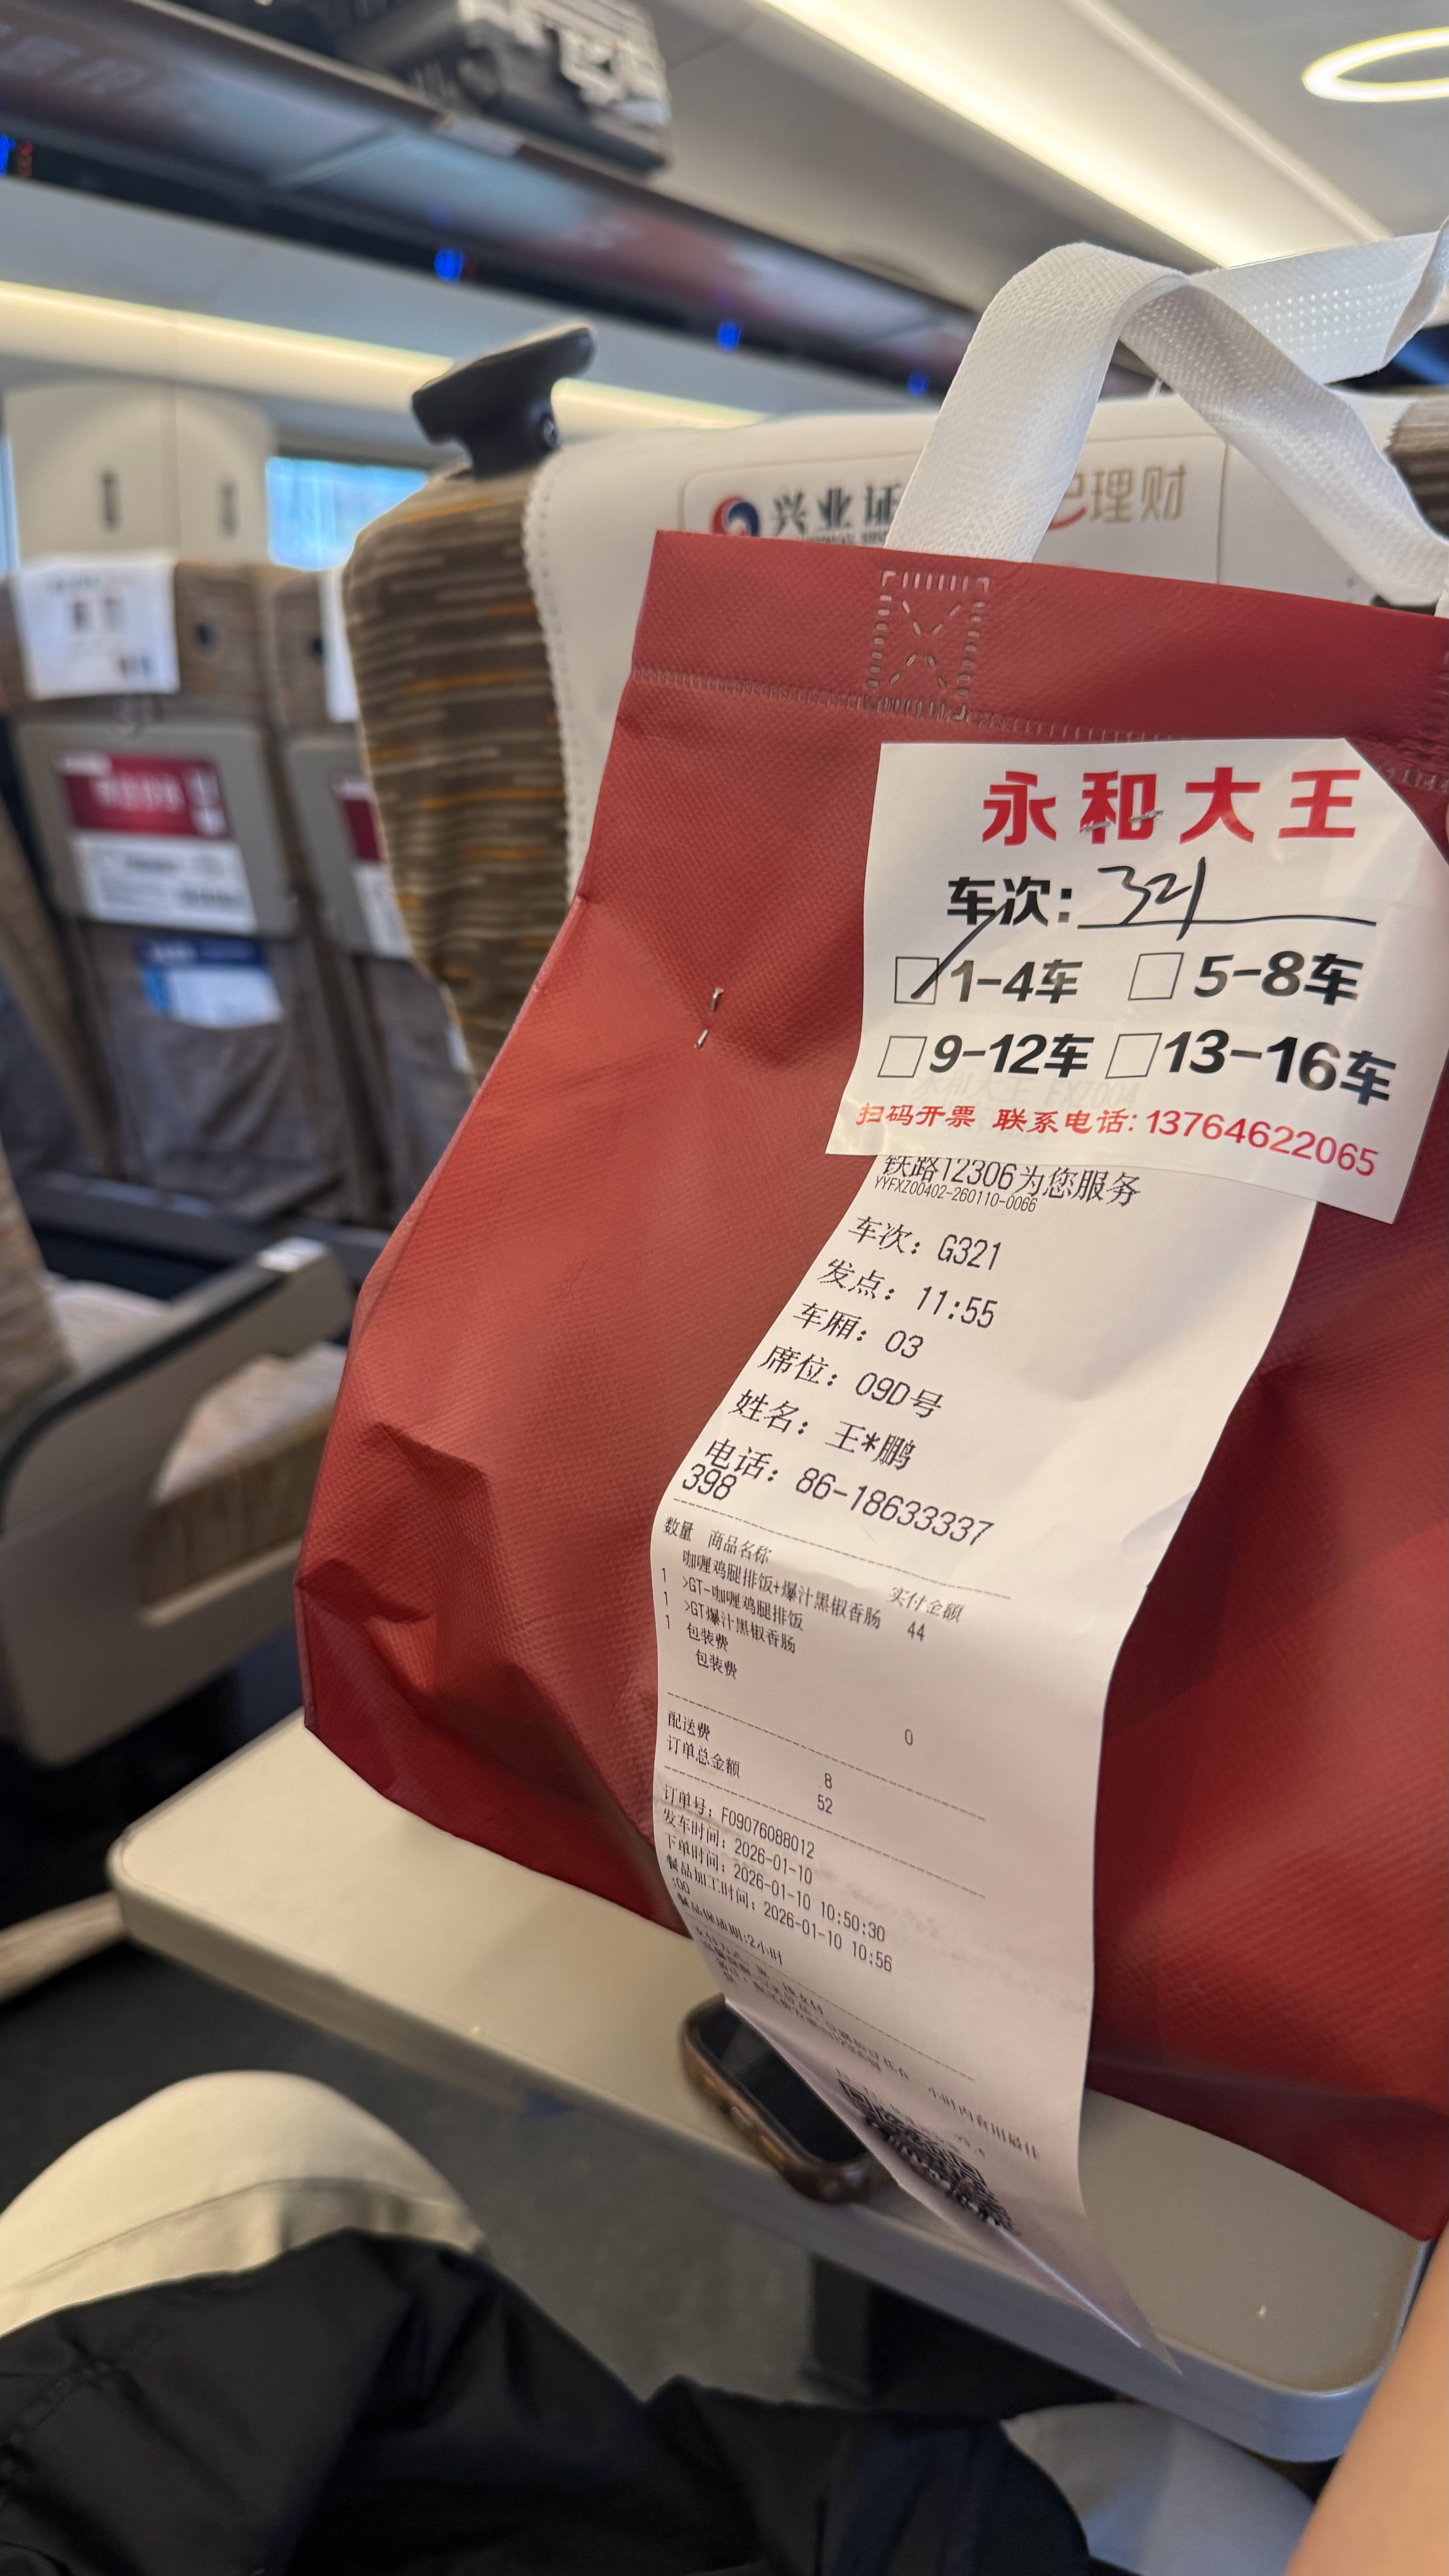 兴业证
理财
永和大王
车次: 321
1-4车 5-8车
9-12车 13-16车
扫码开票 联系电话: 13764622065
铁路12306为您服务
YYFXZ00402-260110-0066
车次: G321
发点: 11:55
车厢: 03
席位: 09D号
姓名: 王*鹏
电话: 86-18633337
398
数量 商品名称 实付金额
咖喱鸡腿排饭+爆汁黑椒香肠 44
1 >GT-咖喱鸡腿排饭
1 >GT爆汁黑椒香肠
1 包装费
包装费
0
配送费 8
订单总金额 52
订单号: F09076088012
发车时间: 2026-01-10
下单时间: 2026-01-10 10:50:30
餐品加工时间: 2026-01-10 10:56
:00
:2小时